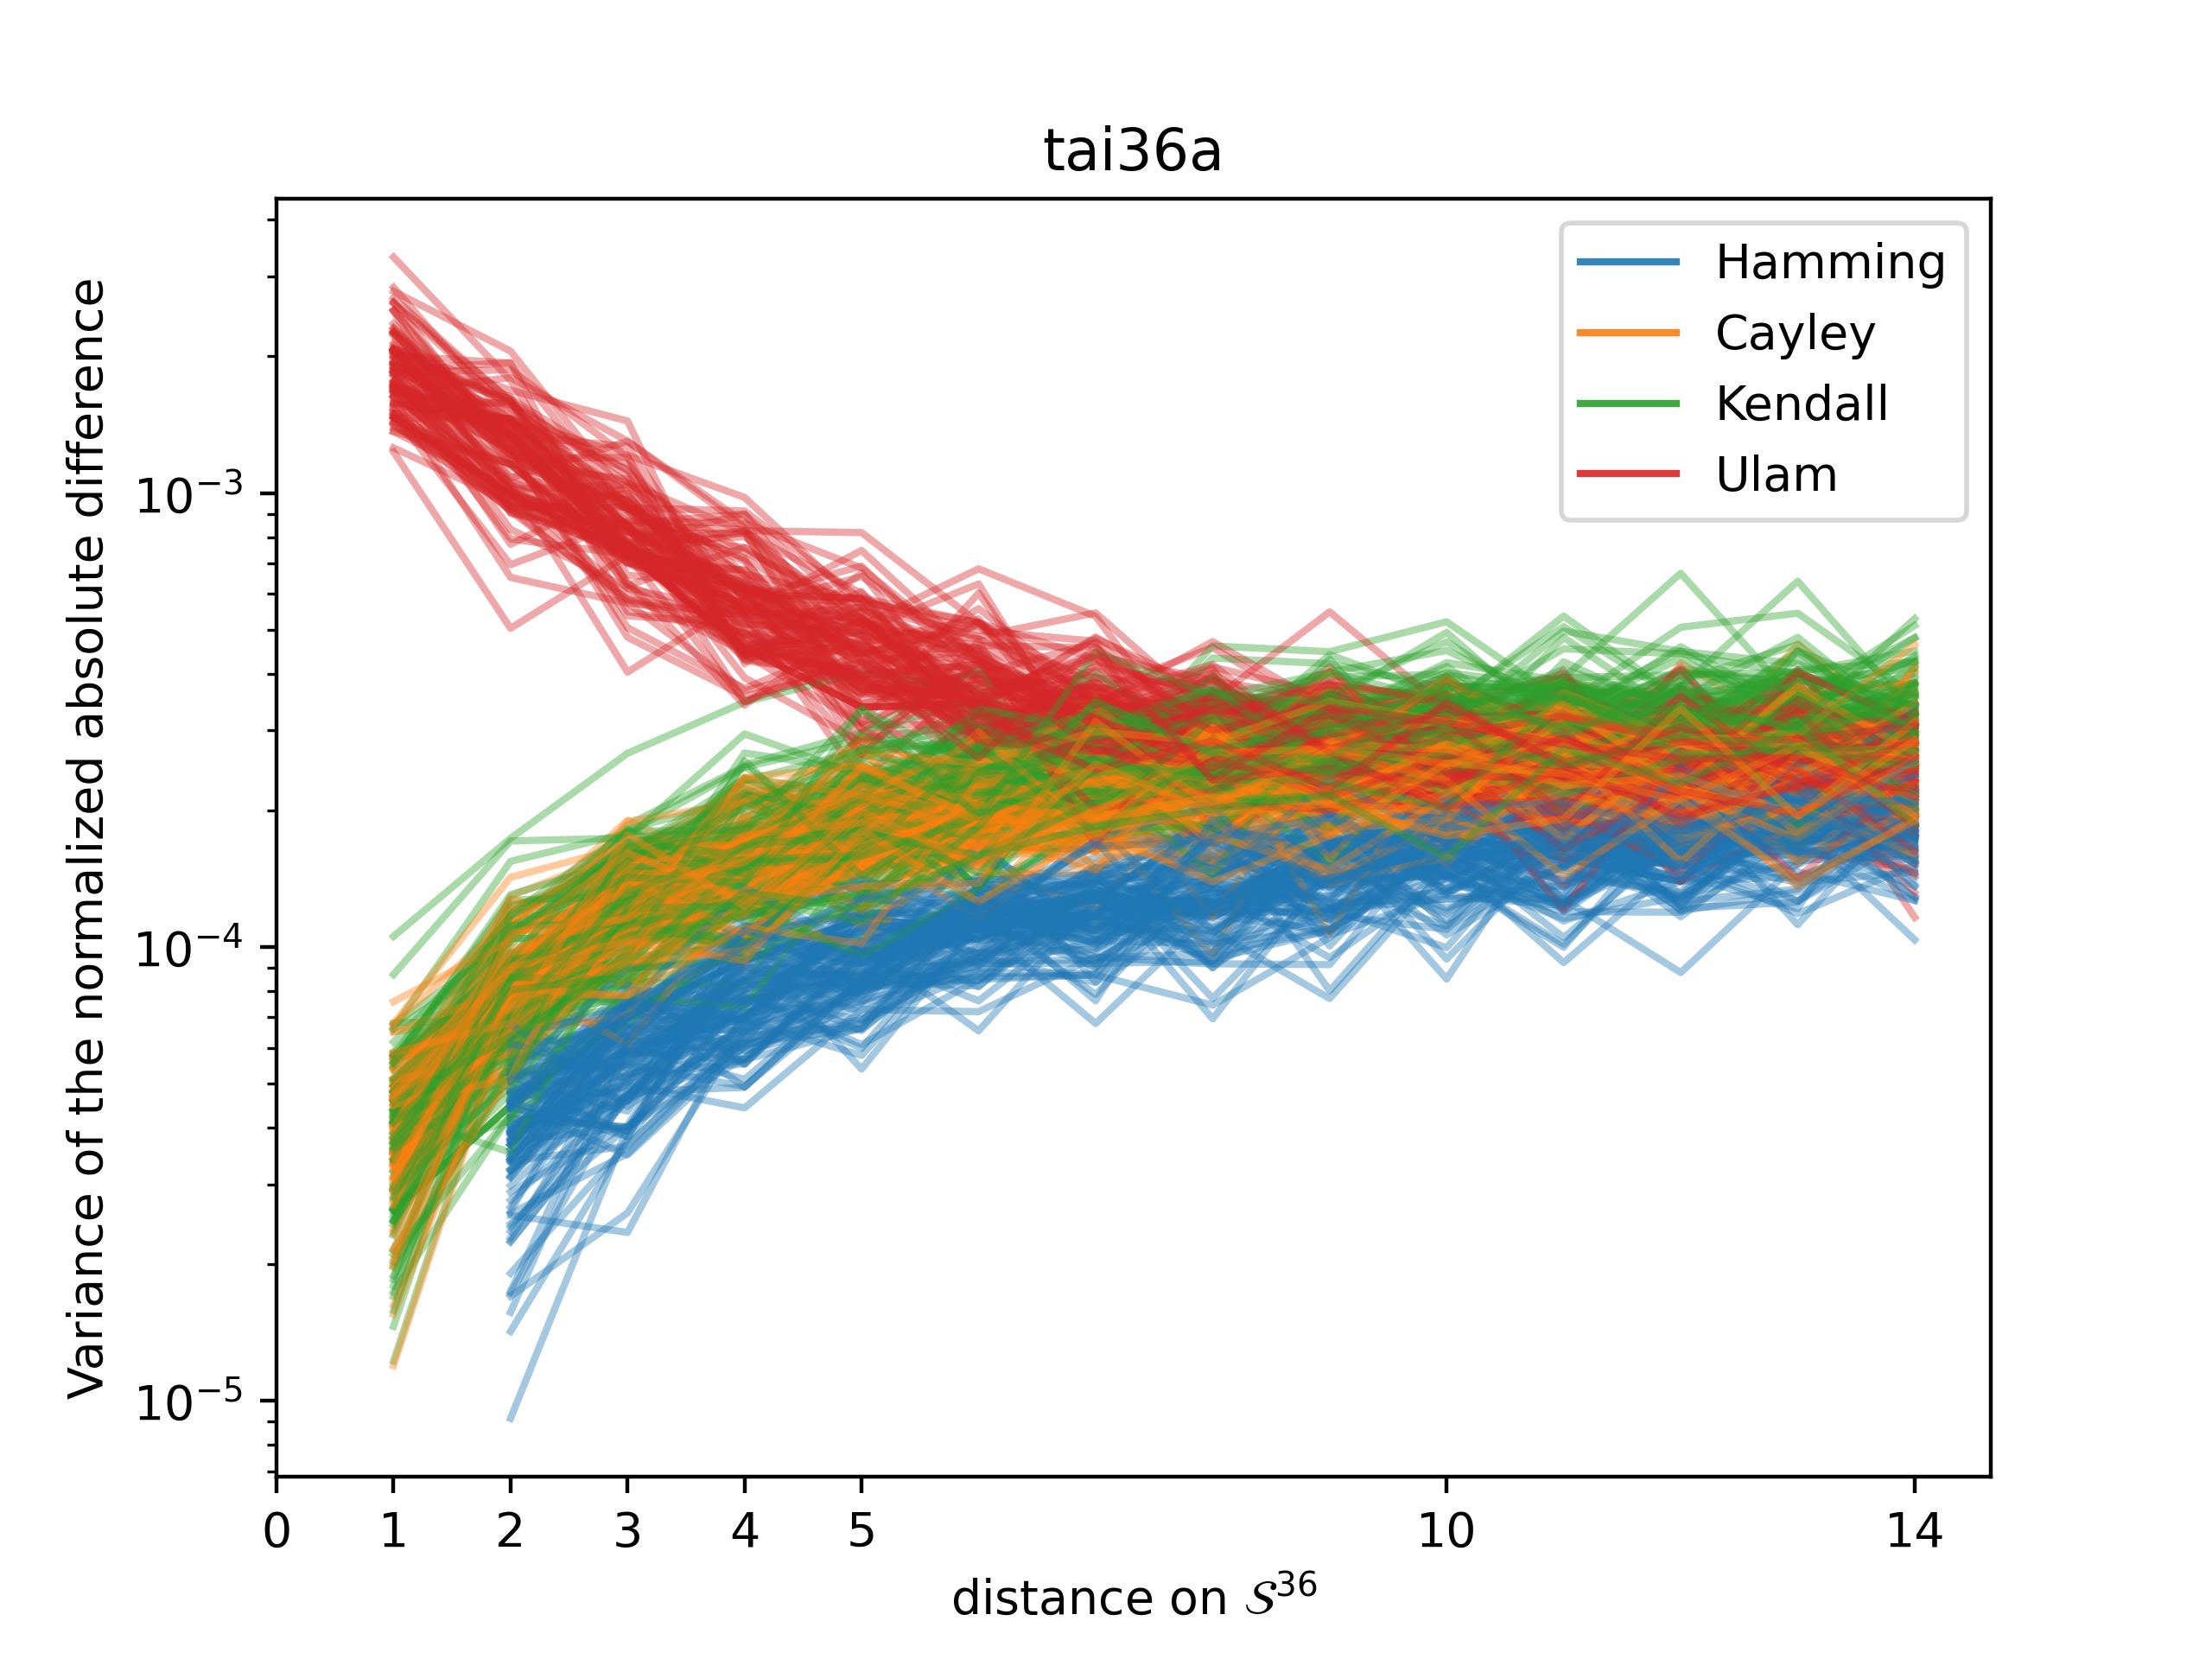 tai36a
Variance of the normalized absolute difference
10⁻³
10⁻⁴
10⁻⁵
Hamming
Cayley
Kendall
Ulam
0 1 2 3 4 5 10 14
distance on 𝒮³⁶